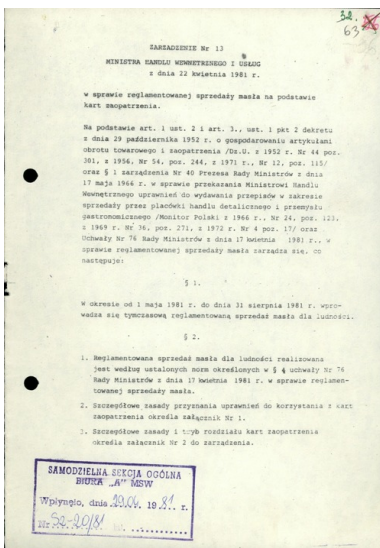 32.
63
ZARZĄDZENIE Nr 13
MINISTRA HANDLU WEWNĘTRZNEGO I USŁUG
z dnia 22 kwietnia 1981 r.
w sprawie reglamentowanej sprzedaży masła na podstawie
kart zaopatrzenia.
Na podstawie art. 1 ust. 2 i art. 3., ust. 1 pkt 2 dekretu
z dnia 29 października 1952 r. o gospodarowaniu artykułami
obrotu towarowego i zaopatrzenia /Dz.U. z 1952 r. Nr 44 poz.
301, z 1956, Nr 54, poz. 244, z 1971 r., Nr 12, poz. 115/
oraz § 1 zarządzenia Nr 40 Prezesa Rady Ministrów z dnia
17 maja 1966 r. w sprawie przekazania Ministrowi Handlu
Wewnętrznego uprawnień do wydawania przepisów w zakresie
sprzedaży przez placówki handlu detalicznego i przemysłu
gastronomicznego /Monitor Polski z 1966 r., Nr 24, poz. 123,
z 1969 r. Nr 36, poz. 271, z 1972 r. Nr 4 poz. 17/ oraz
Uchwały Nr 76 Rady Ministrów z dnia 17 kwietnia 1981 r., w
sprawie reglamentowanej sprzedaży masła zarządza się, co
następuje:
§ 1.
W okresie od 1 maja 1981 r. do dnia 31 sierpnia 1981 r. wpro-
wadza się tymczasową reglamentowaną sprzedaż masła dla ludności.
§ 2.
1. Reglamentowana sprzedaż masła dla ludności realizowana
jest według ustalonych norm określonych w § 4 uchwały Nr 76
Rady Ministrów z dnia 17 kwietnia 1981 r. w sprawie reglamen-
towanej sprzedaży masła.
2. Szczegółowe zasady przyznania uprawnień do korzystania z kart
zaopatrzenia określa załącznik Nr 1.
3. Szczegółowe zasady i tryb rozdziału kart zaopatrzenia
określa załącznik Nr 2 do zarządzenia.
SAMODZIELNA SEKCJA OGÓLNA
BIURA „A" MSW
Wpłynęło, dnia 29.04. 1981 r.
Nr S2-20/81